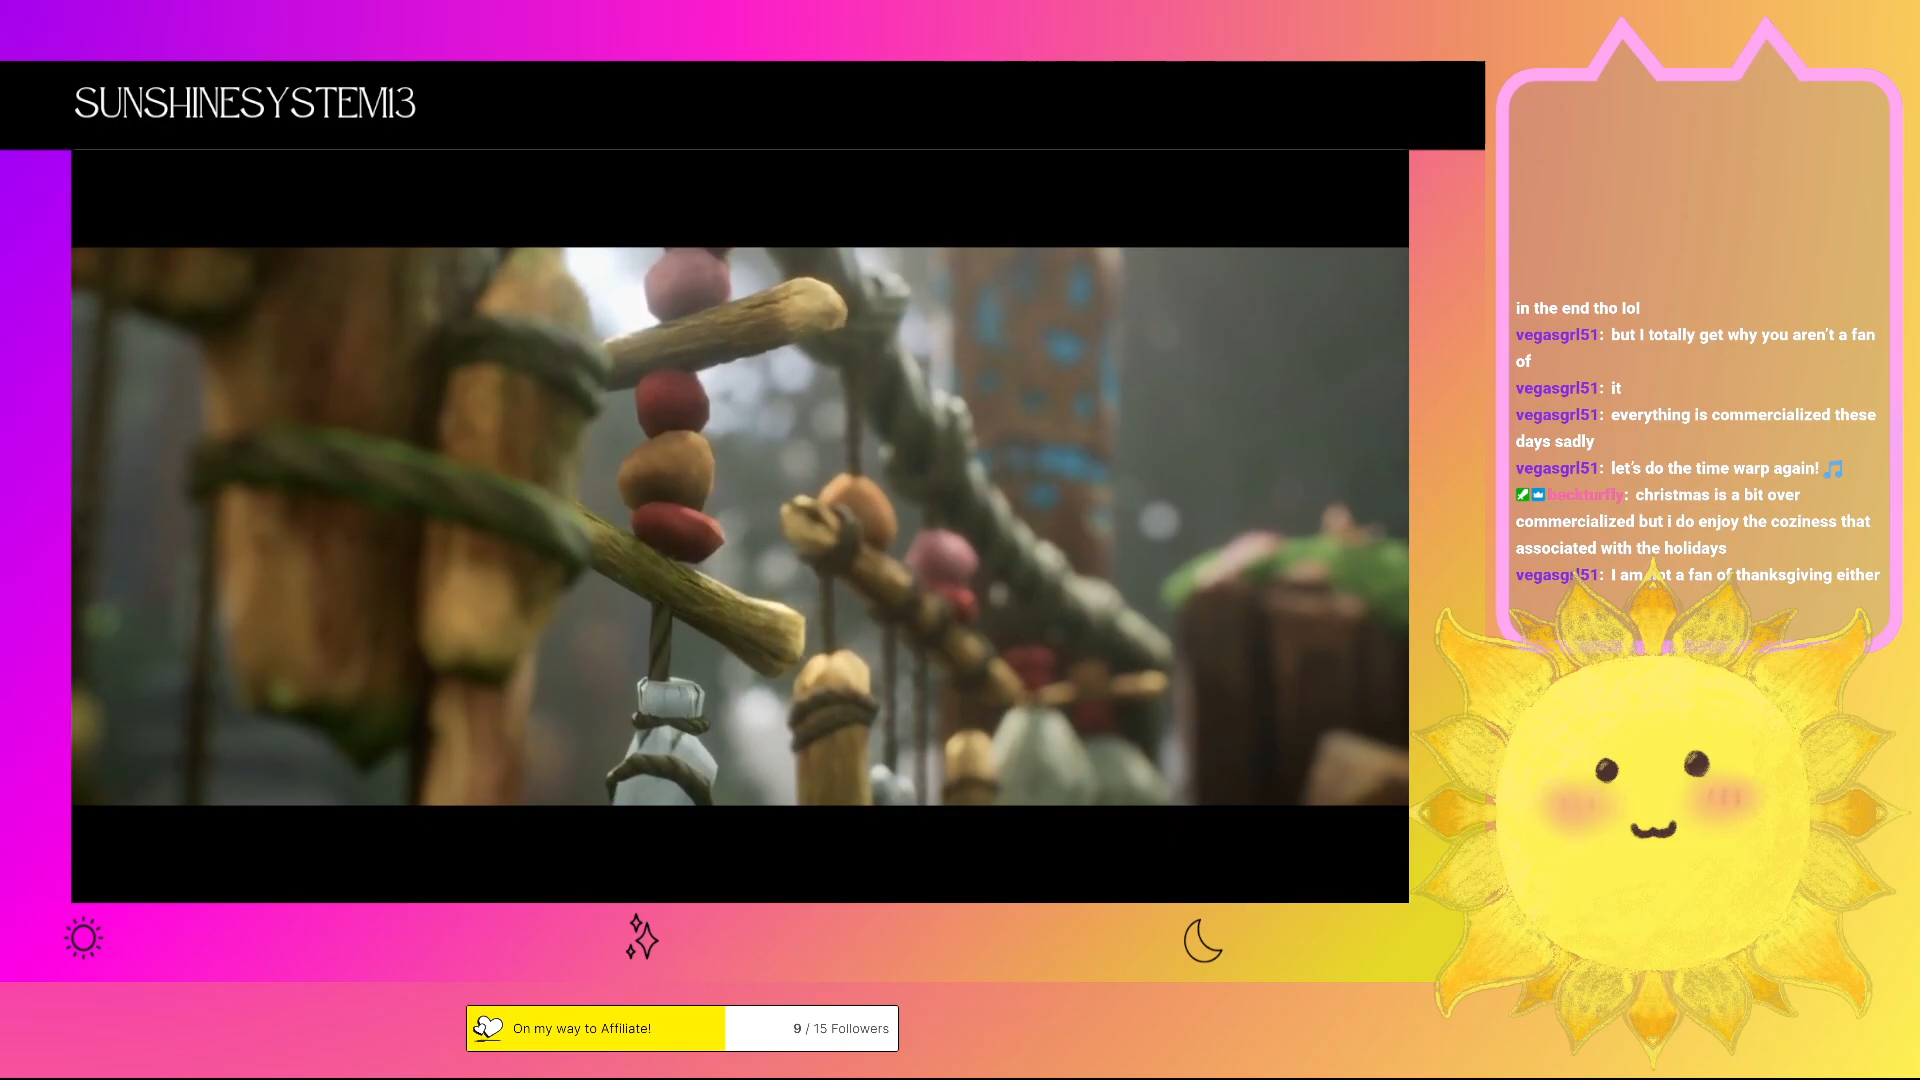 SUNSHINESYSTEM13
in the end tho lol
vegasgrl51: but I totally get why you aren't a fan
of
vegasgrl51: it
vegasgrl51: everything is commercialized these
days sadly
vegasgrl51: let's do the time warp again! 🎵
backturfly: christmas is a bit over
commercialized but i do enjoy the coziness that
associated with the holidays
vegasgrl51: I am not a fan of thanksgiving either
On my way to Affiliate!
9 / 15 Followers